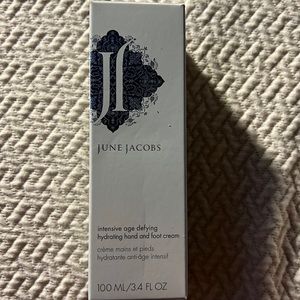 JJ
JUNE JACOBS
intensive age defying
hydrating hand and foot cream
crème mains et pieds
hydratante anti-âge intensif
100 ML/3.4 FL OZ